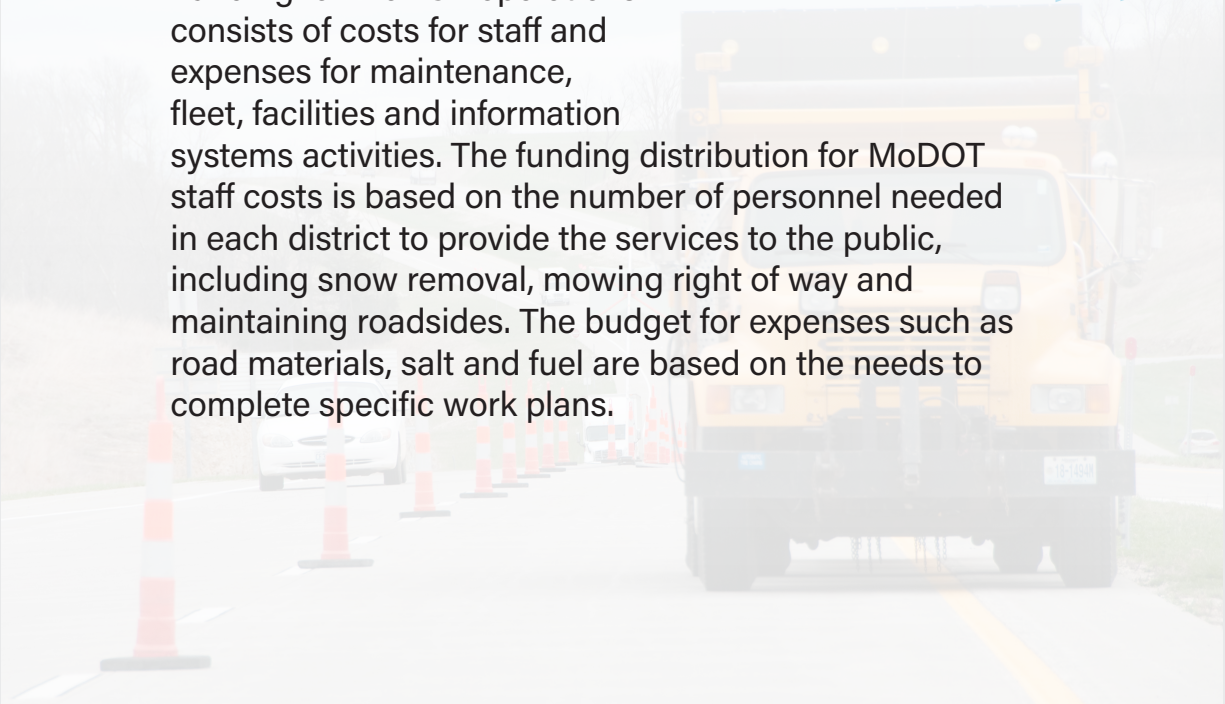 consists of costs for staff and
expenses for maintenance,
fleet, facilities and information
systems activities. The funding distribution for MoDOT
staff costs is based on the number of personnel needed
in each district to provide the services to the public,
including snow removal, mowing right of way and
maintaining roadsides. The budget for expenses such as
road materials, salt and fuel are based on the needs to
complete specific work plans.